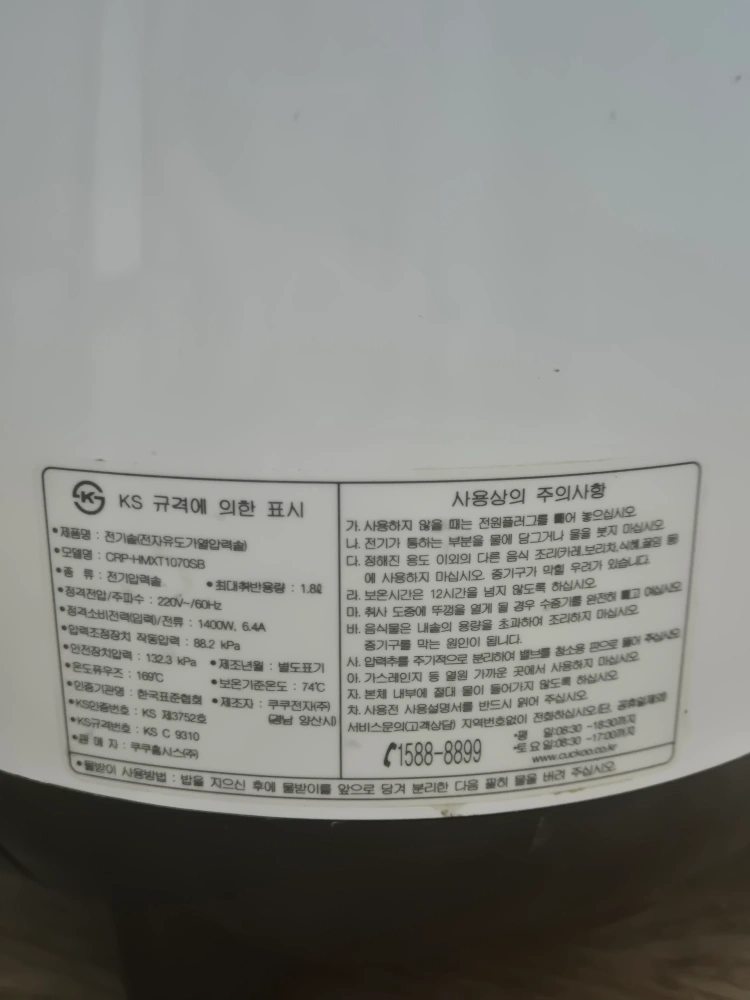 KS 규격에 의한 표시
•제품명 : 전기솥(전자유도가열압력솥)
•모델명 : CRP-HMXT1070SB
•종 류 : 전기압력솥 •최대취반용량 : 1.8ℓ
•정격전압/주파수 : 220V~/60Hz
•정격소비전력(입력)/전류 : 1400W, 6.4A
•압력조정장치 작동압력 : 88.2 kPa
•안전장치압력 : 132.3 kPa •제조년월 : 별도표기
•온도퓨우즈 : 169℃ •보온기준온도 : 74℃
•인증기관명 : 한국표준협회 •제조자 : 쿠쿠전자(주)
•KS인증번호 : KS 제3752호 (경남 양산시)
•KS규격번호 : KS C 9310
•판 매 자 : 쿠쿠홈시스(주)
사용상의 주의사항
가. 사용하지 않을 때는 전원플러그를 빼어 놓으십시오.
나. 전기가 통하는 부분을 물에 담그거나 물을 붓지 마십시오.
다. 정해진 용도 이외의 다른 음식 조리(카레,보리차,식혜,끓임 등)
에 사용하지 마십시오. 증기구가 막힐 우려가 있습니다.
라. 보온시간은 12시간을 넘지 않도록 하십시오.
마. 취사 도중에 뚜껑을 열게 될 경우 수증기를 완전히 빼고 여십시오.
바. 음식물은 내솥의 용량을 초과하여 조리하지 마십시오.
증기구를 막는 원인이 됩니다.
사. 압력추를 주기적으로 분리하여 밸브를 청소용 핀으로 뚫어 주십시오.
아. 가스레인지 등 열원 가까운 곳에서 사용하지 마십시오.
자. 본체 내부에 절대 물이 들어가지 않도록 하십시오.
차. 사용전 사용설명서를 반드시 읽어 주십시오.
서비스문의(고객상담) 지역번호없이 전화하십시오.(단, 공휴일제외)
1588-8899
•평 일:08:30 ~18:30까지
•토 요 일:08:30 ~17:00까지
www.cuckoo.co.kr
•물받이 사용방법 : 밥을 지으신 후에 물받이를 앞으로 당겨 분리한 다음 필히 물을 버려 주십시오.